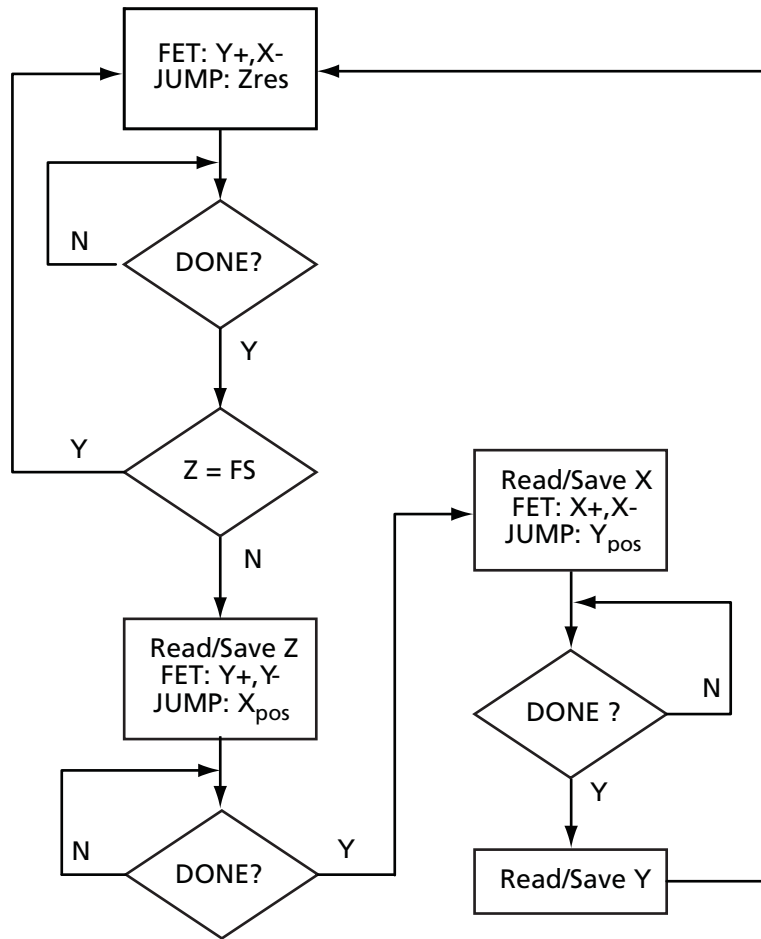 FET: Y+,X-
JUMP: Zres
N
DONE?
Y
Y
Z = FS
N
Read/Save Z
FET: Y+,Y-
JUMP: Xpos
N
DONE?
Y
Read/Save X
FET: X+,X-
JUMP: Ypos
N
DONE ?
Y
Read/Save Y